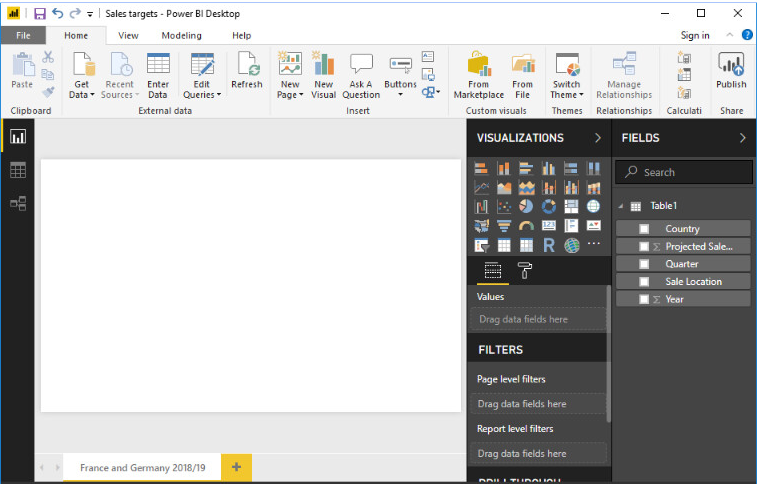 Sales targets - Power BI Desktop
File Home View Modeling Help Sign in
Paste Get Data Recent Sources Enter Data Edit Queries Refresh New Page New Visual Ask A Question Buttons From Marketplace From File Switch Theme Manage Relationships Publish
Clipboard External data Insert Custom visuals Themes Relationships Calculati Share
VISUALIZATIONS
FIELDS
Search
Table1
Country
Σ Projected Sale...
Quarter
Sale Location
Σ Year
123
R
...
Values
Drag data fields here
FILTERS
Page level filters
Drag data fields here
Report level filters
Drag data fields here
DRILLTHROUGH
France and Germany 2018/19 +